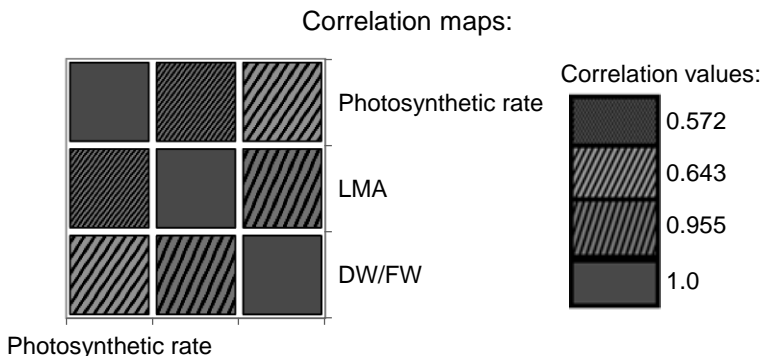 Correlation maps:
Photosynthetic rate
LMA
DW/FW
Photosynthetic rate
Correlation values:
0.572
0.643
0.955
1.0